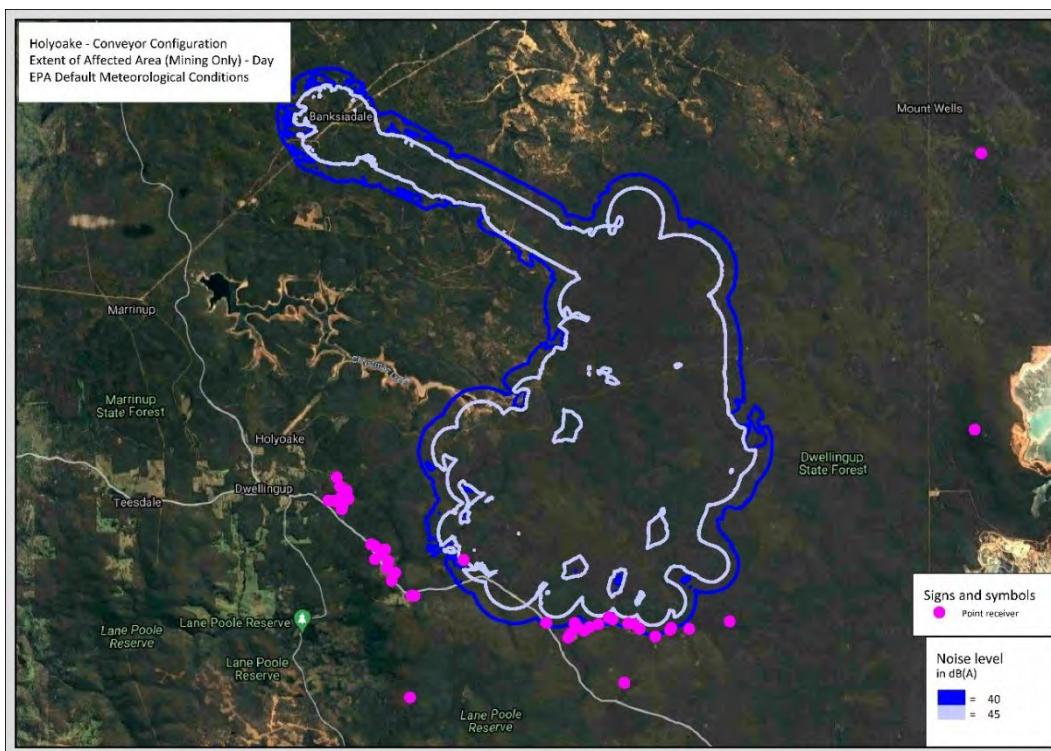 Holyoake - Conveyor Configuration
Extent of Affected Area (Mining Only) - Day
EPA Default Meteorological Conditions
Banksiadale
Mount Wells
Marrinup
Marrinup
State Forest
Holyoake
Dwellingup
Teesdale
Dwellingup
State Forest
Signs and symbols
Point receiver
Lane Poole Reserve
Lane Poole
Reserve
Lane Poole
Reserve
Lane Poole
Reserve
Noise level
in dB(A)
= 40
= 45